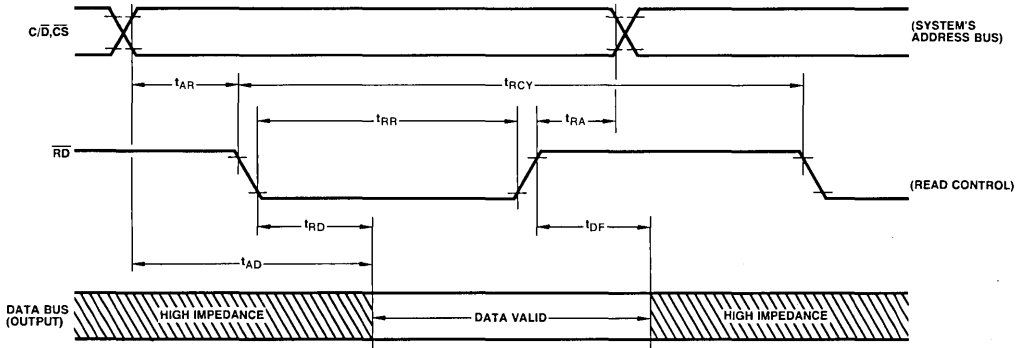 C/D̅,C̅S̅
(SYSTEM'S
ADDRESS BUS)
tAR
tRCY
tRR
tRA
R̅D̅
(READ CONTROL)
tRD
tDF
tAD
DATA BUS
(OUTPUT)
HIGH IMPEDANCE
DATA VALID
HIGH IMPEDANCE